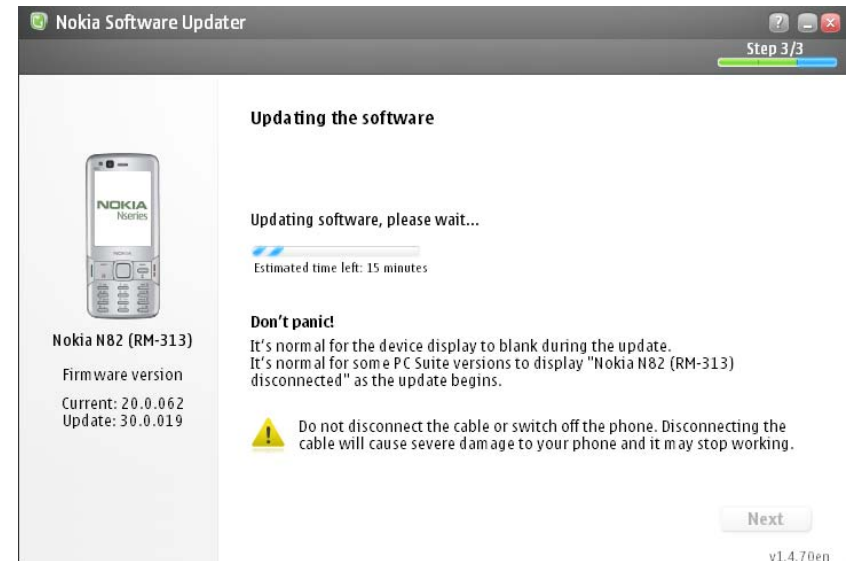 Nokia Software Updater
?
Step 3/3
Updating the software
NOKIA
Nseries
NOKIA
Updating software, please wait...
Estimated time left: 15 minutes
Don't panic!
It's normal for the device display to blank during the update.
It's normal for some PC Suite versions to display "Nokia N82 (RM-313)
disconnected" as the update begins.
Nokia N82 (RM-313)
Firmware version
Current: 20.0.062
Update: 30.0.019
Do not disconnect the cable or switch off the phone. Disconnecting the
cable will cause severe damage to your phone and it may stop working.
Next
v1.4.70en